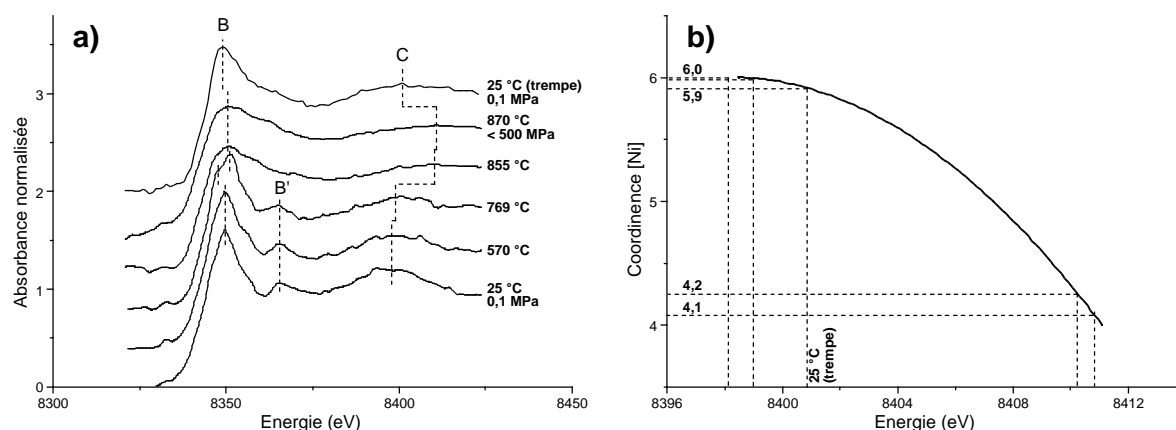 a)
B
C
B'
25 °C (trempe)
0,1 MPa
870 °C
< 500 MPa
855 °C
769 °C
570 °C
25 °C
0,1 MPa
3
2
1
0
Absorbance normalisée
8300
8350
8400
8450
Energie (eV)
b)
6,0
5,9
4,2
4,1
25 °C
(trempe)
6
5
4
Coordinence [Ni]
8396
8400
8404
8408
8412
Energie (eV)